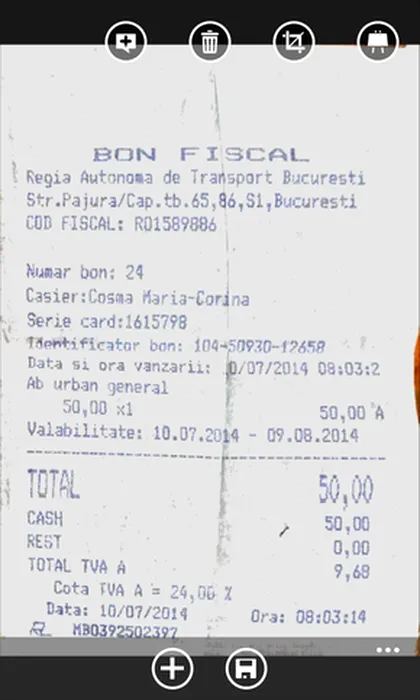 BON FISCAL
Regia Autonoma de Transport Bucuresti
Str.Pajura/Cap.tb.65,86,S1,Bucuresti
COD FISCAL: RO1589886
Numar bon: 24
Casier:Cosma Maria-Corina
Serie card:1615798
Identificator bon: 104-50930-12658
Data si ora vanzarii: 0/07/2014 08:03:2
Ab urban general
50,00 x1 50,00 A
Valabilitate: 10.07.2014 - 09.08.2014
TOTAL 50,00
CASH 50,00
REST 0,00
TOTAL TVA A 9,68
Cota TVA A = 24,00 %
Data: 10/07/2014 Ora: 08:03:14
MB0392502397